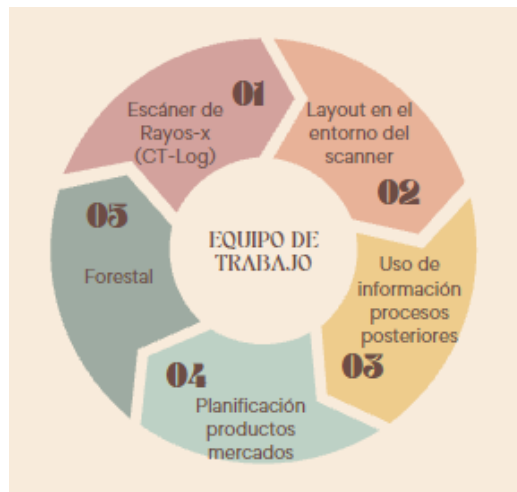 01
Escáner de
Rayos-x
(CT-Log)
Layout en el
entorno del
scanner
02
Uso de
información
procesos
posteriores
03
04
Planificación
productos
mercados
05
Forestal
EQUIPO DE
TRABAJO